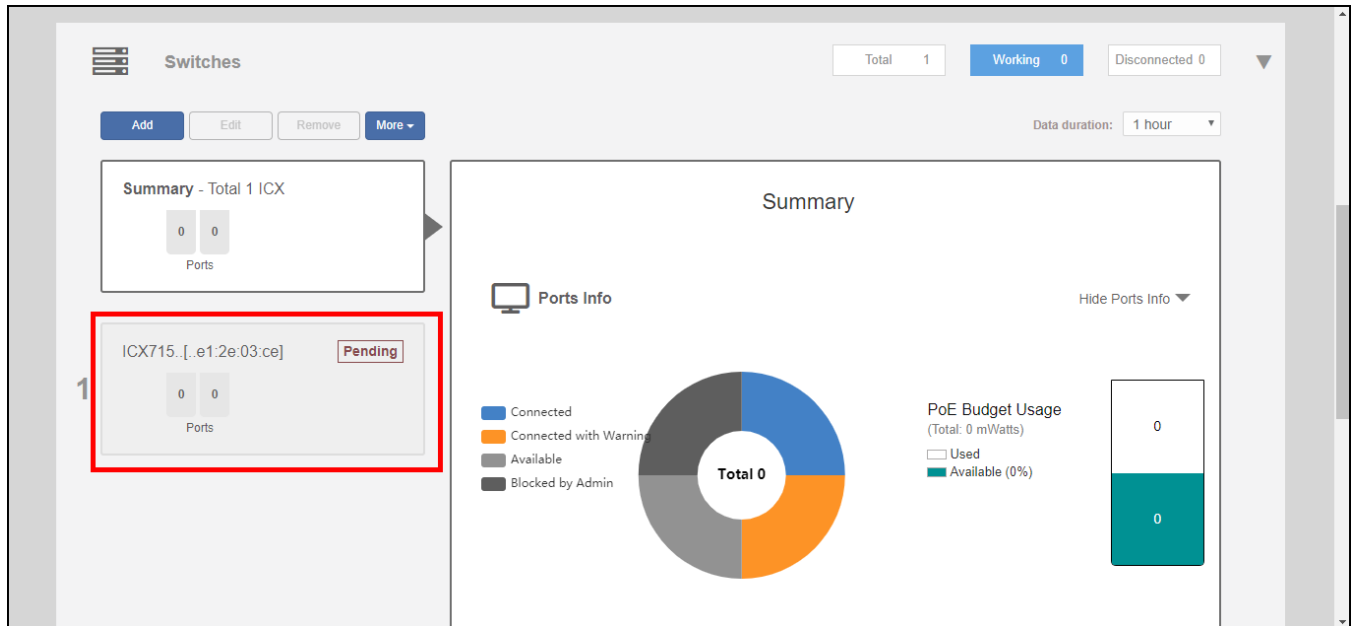 Switches
Total 1
Working 0
Disconnected 0
Add
Edit
Remove
More
Data duration:
1 hour
Summary - Total 1 ICX
0 0
Ports
1
ICX715..[..e1:2e:03:ce]
Pending
0 0
Ports
Summary
Ports Info
Hide Ports Info
Connected
Connected with Warning
Available
Blocked by Admin
Total 0
PoE Budget Usage
(Total: 0 mWatts)
Used
Available (0%)
0
0